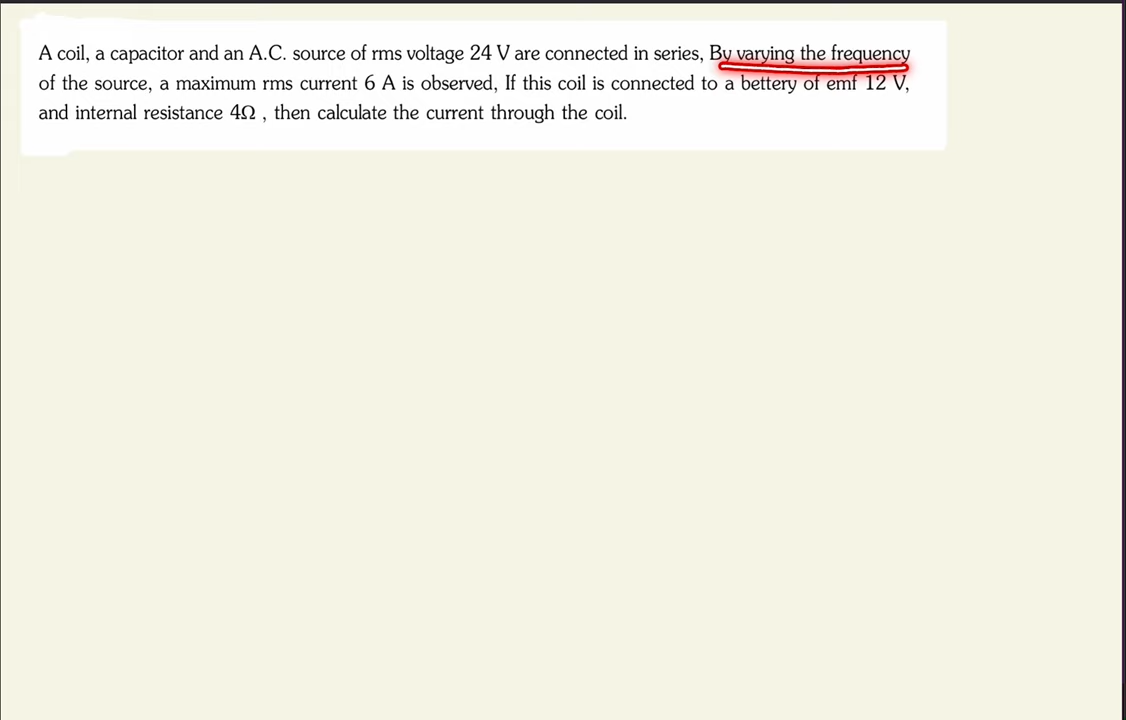 A coil, a capacitor and an A.C. source of rms voltage 24 V are connected in series, By varying the frequency
of the source, a maximum rms current 6 A is observed, If this coil is connected to a bettery of emf 12 V,
and internal resistance 4Ω , then calculate the current through the coil.